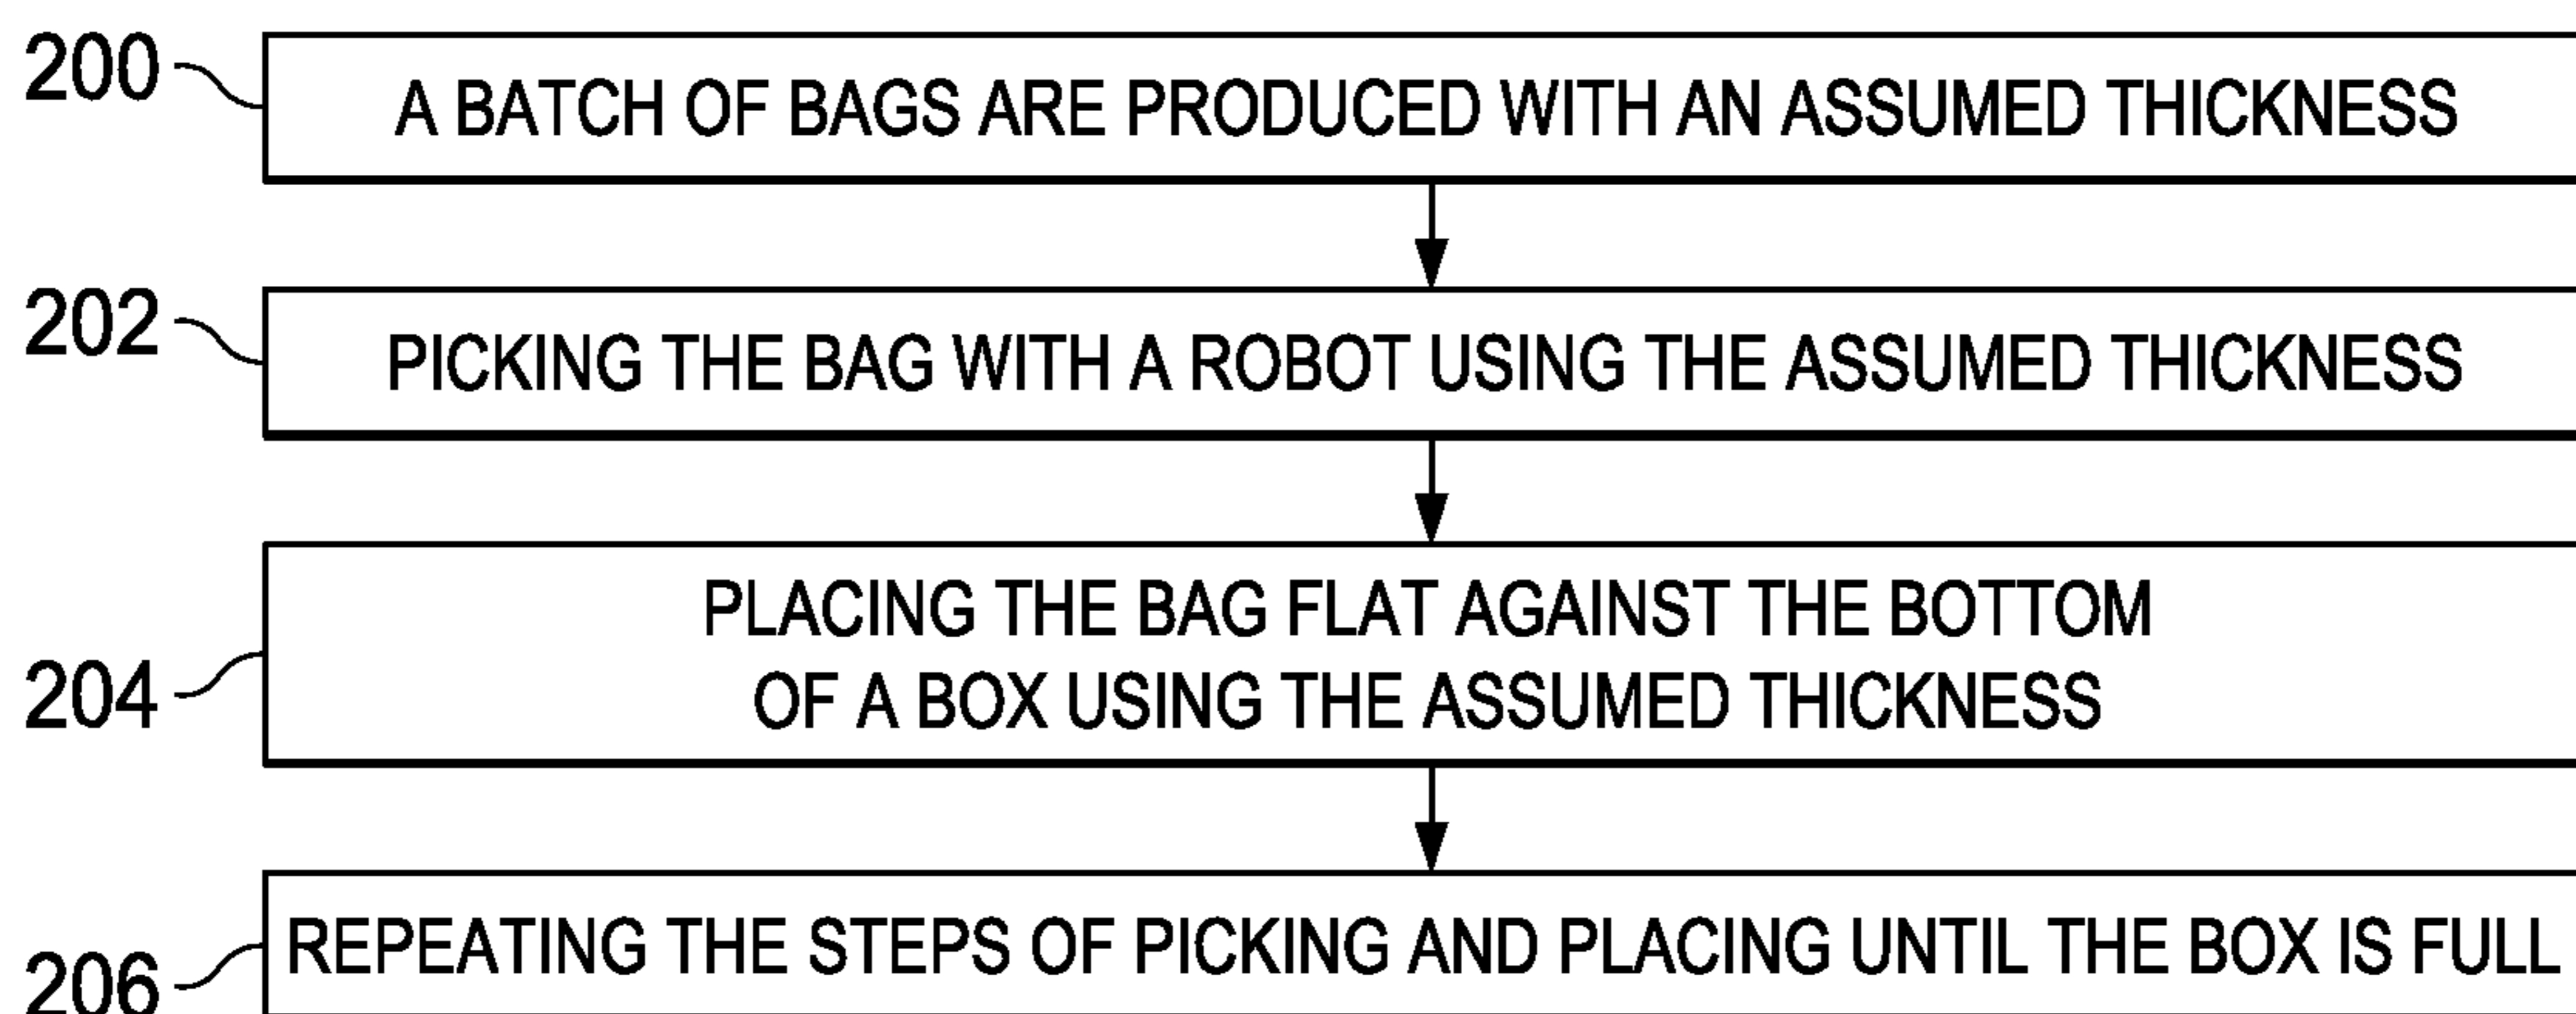 200
A BATCH OF BAGS ARE PRODUCED WITH AN ASSUMED THICKNESS
202
PICKING THE BAG WITH A ROBOT USING THE ASSUMED THICKNESS
204
PLACING THE BAG FLAT AGAINST THE BOTTOM
OF A BOX USING THE ASSUMED THICKNESS
206
REPEATING THE STEPS OF PICKING AND PLACING UNTIL THE BOX IS FULL